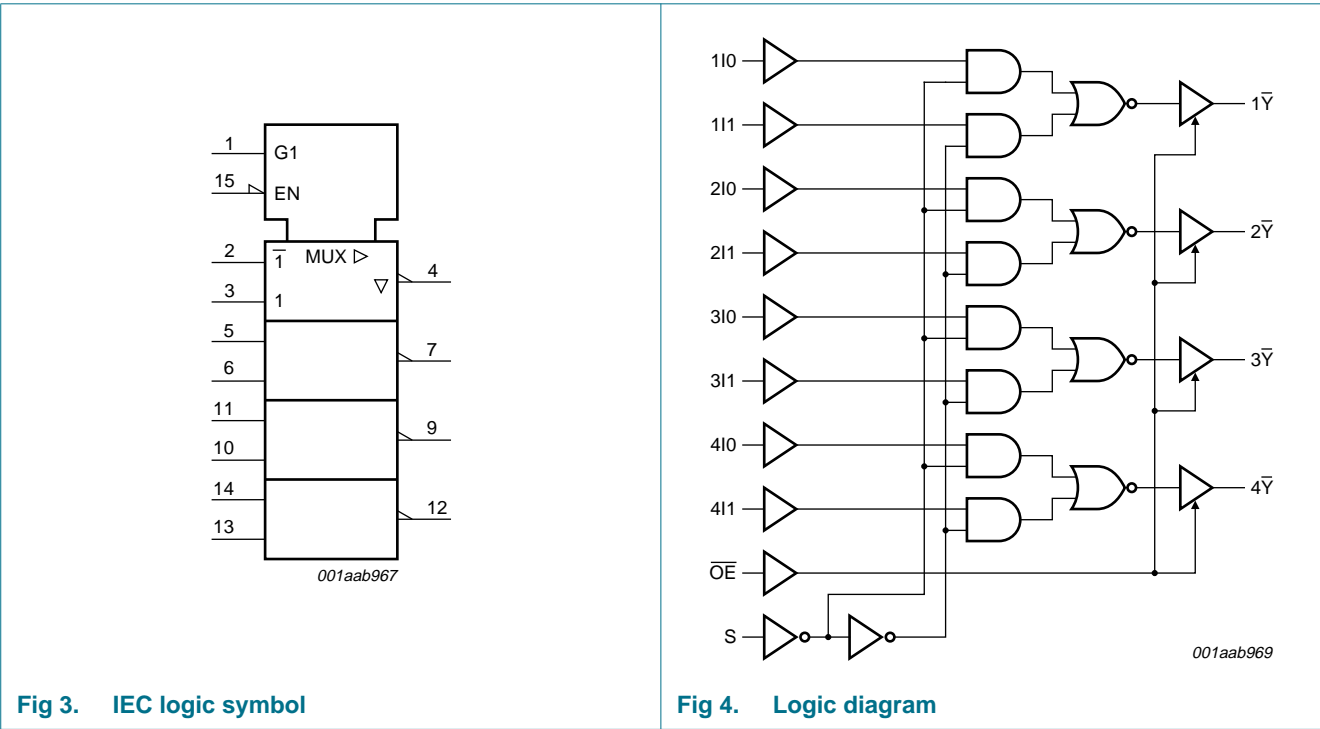 1
G1
15
EN
2
1̅
MUX
4
3
1
5
7
6
11
9
10
14
12
13
001aab967
Fig 3. IEC logic symbol
1I0
1Y̅
1I1
2I0
2Y̅
2I1
3I0
3Y̅
3I1
4I0
4Y̅
4I1
O̅E̅
S
001aab969
Fig 4. Logic diagram